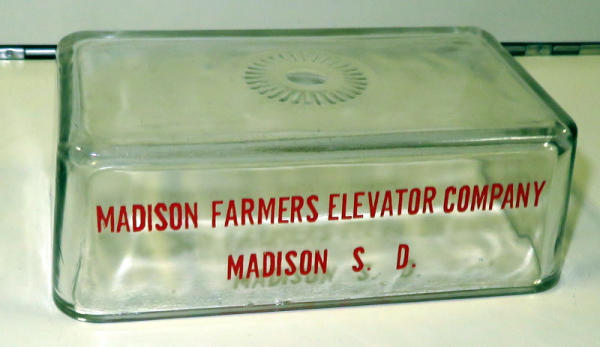 MADISON FARMERS ELEVATOR COMPANY
MADISON S. D.